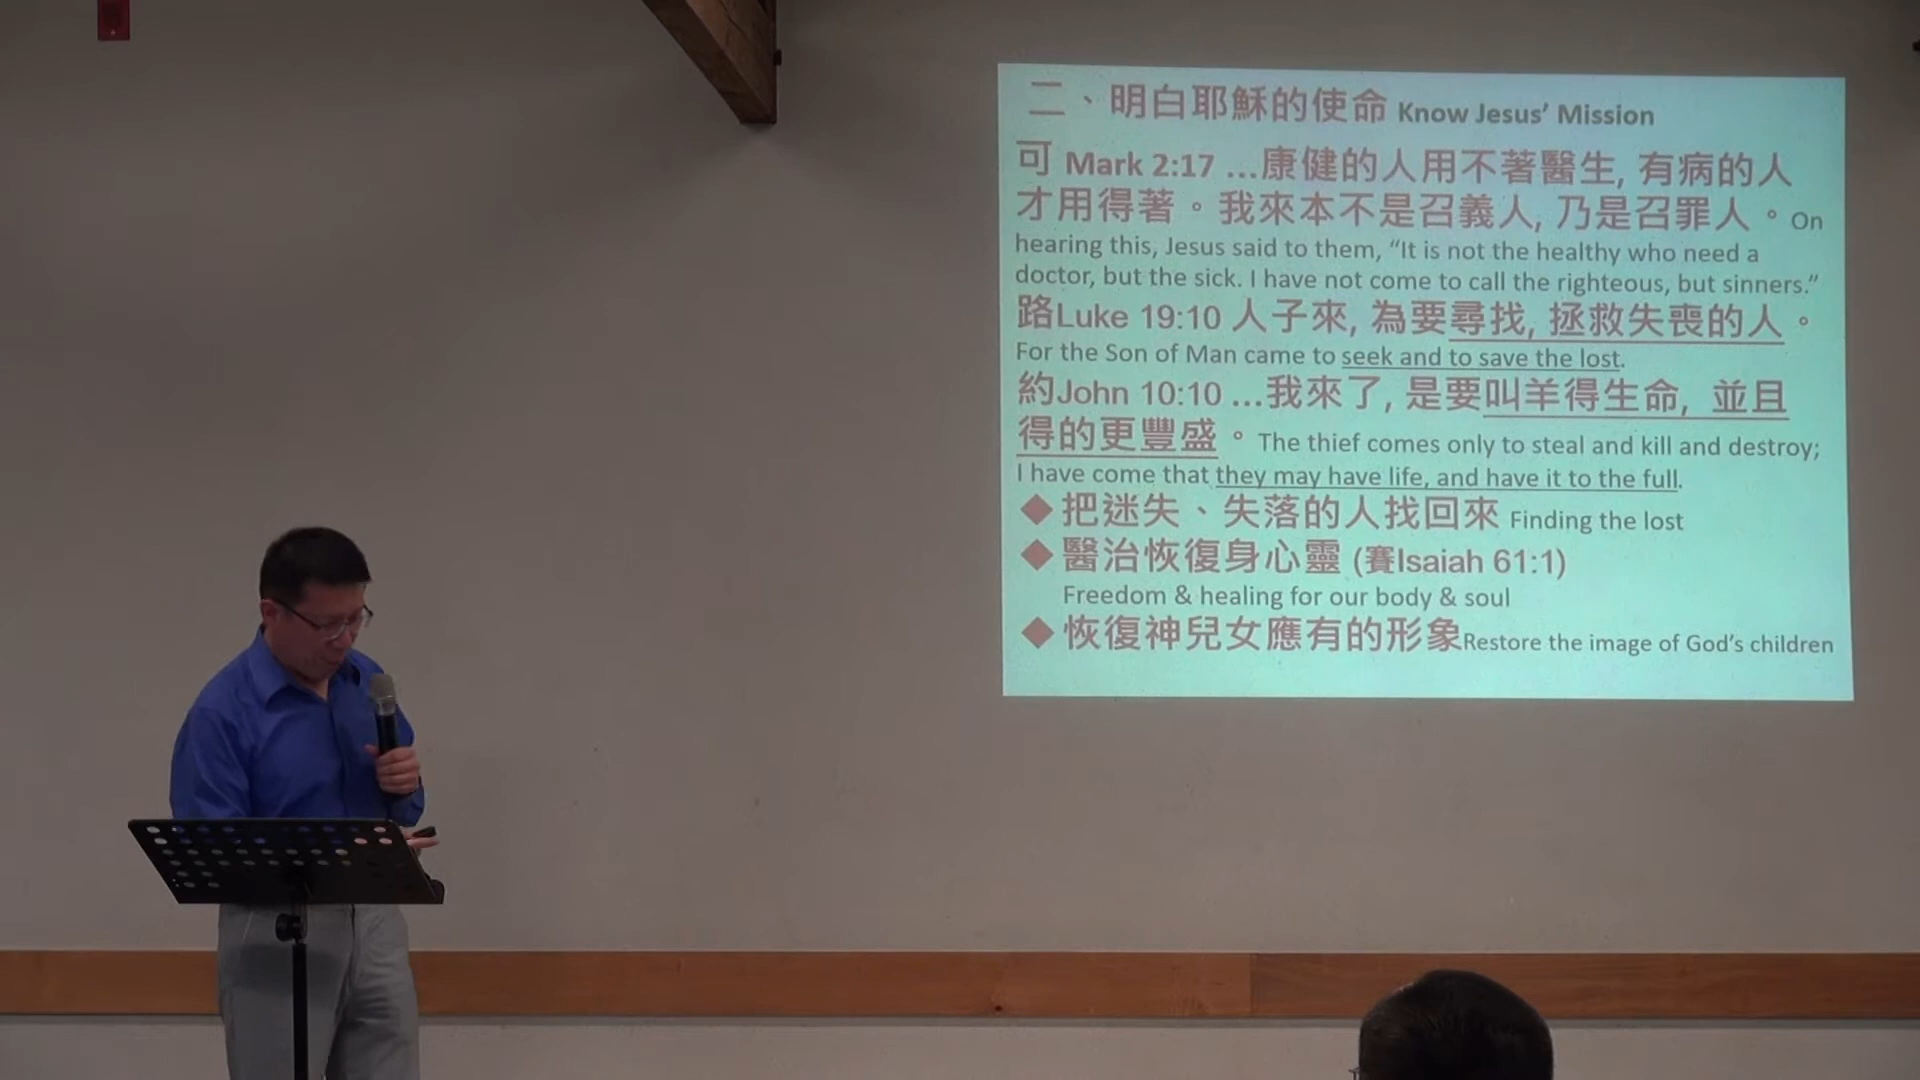 二、明白耶穌的使命 Know Jesus’ Mission
可 Mark 2:17 …康健的人用不著醫生, 有病的人
才用得著。我來本不是召義人, 乃是召罪人。On
hearing this, Jesus said to them, “It is not the healthy who need a
doctor, but the sick. I have not come to call the righteous, but sinners.”
路Luke 19:10 人子來, 為要尋找, 拯救失喪的人。
For the Son of Man came to seek and to save the lost.
約John 10:10 …我來了, 是要叫羊得生命, 並且
得的更豐盛。The thief comes only to steal and kill and destroy;
I have come that they may have life, and have it to the full.
◆把迷失、失落的人找回來 Finding the lost
◆醫治恢復身心靈 (賽Isaiah 61:1)
Freedom & healing for our body & soul
◆恢復神兒女應有的形象Restore the image of God’s children